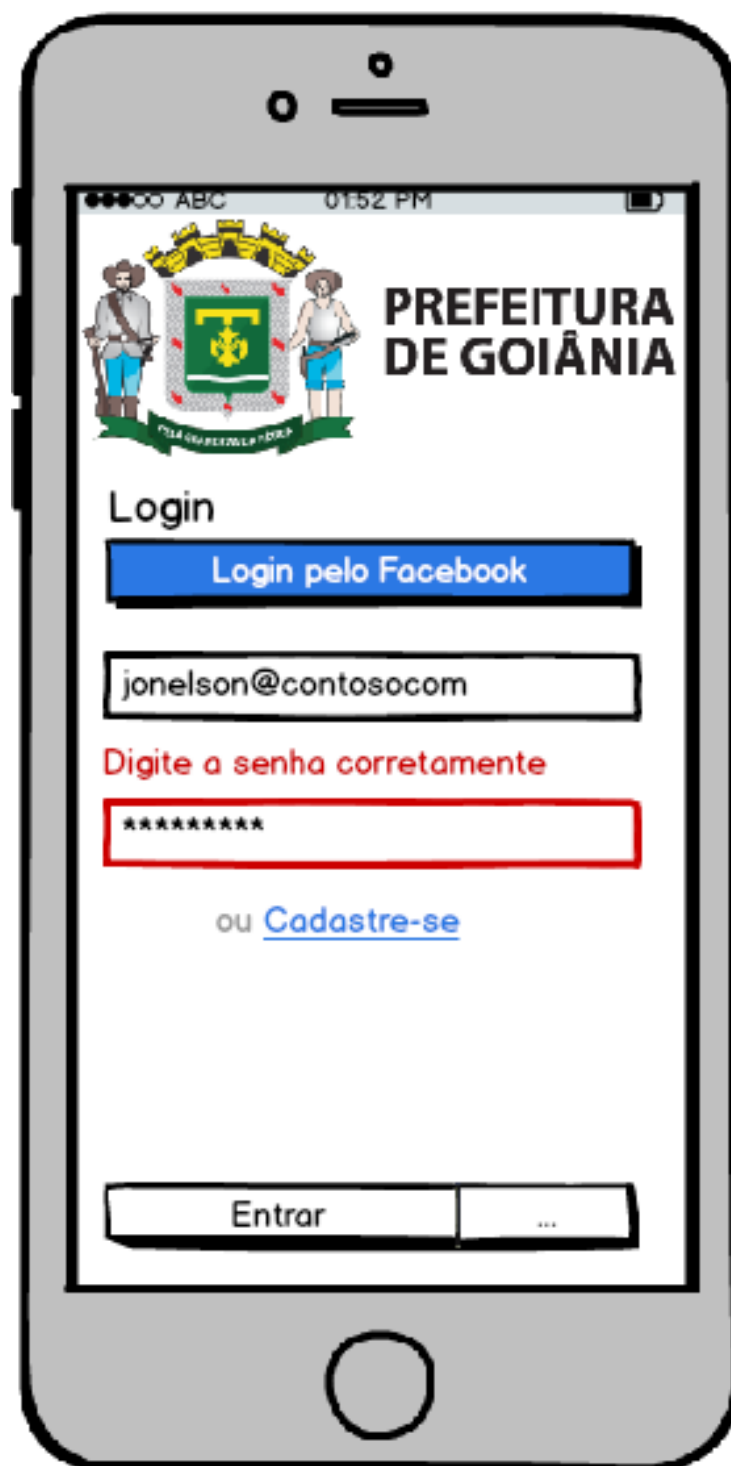 ABC 01:52 PM
PREFEITURA
DE GOIÂNIA
Login
Login pelo Facebook
jonelson@contosocom
Digite a senha corretamente
*********
ou Cadastre-se
Entrar ...